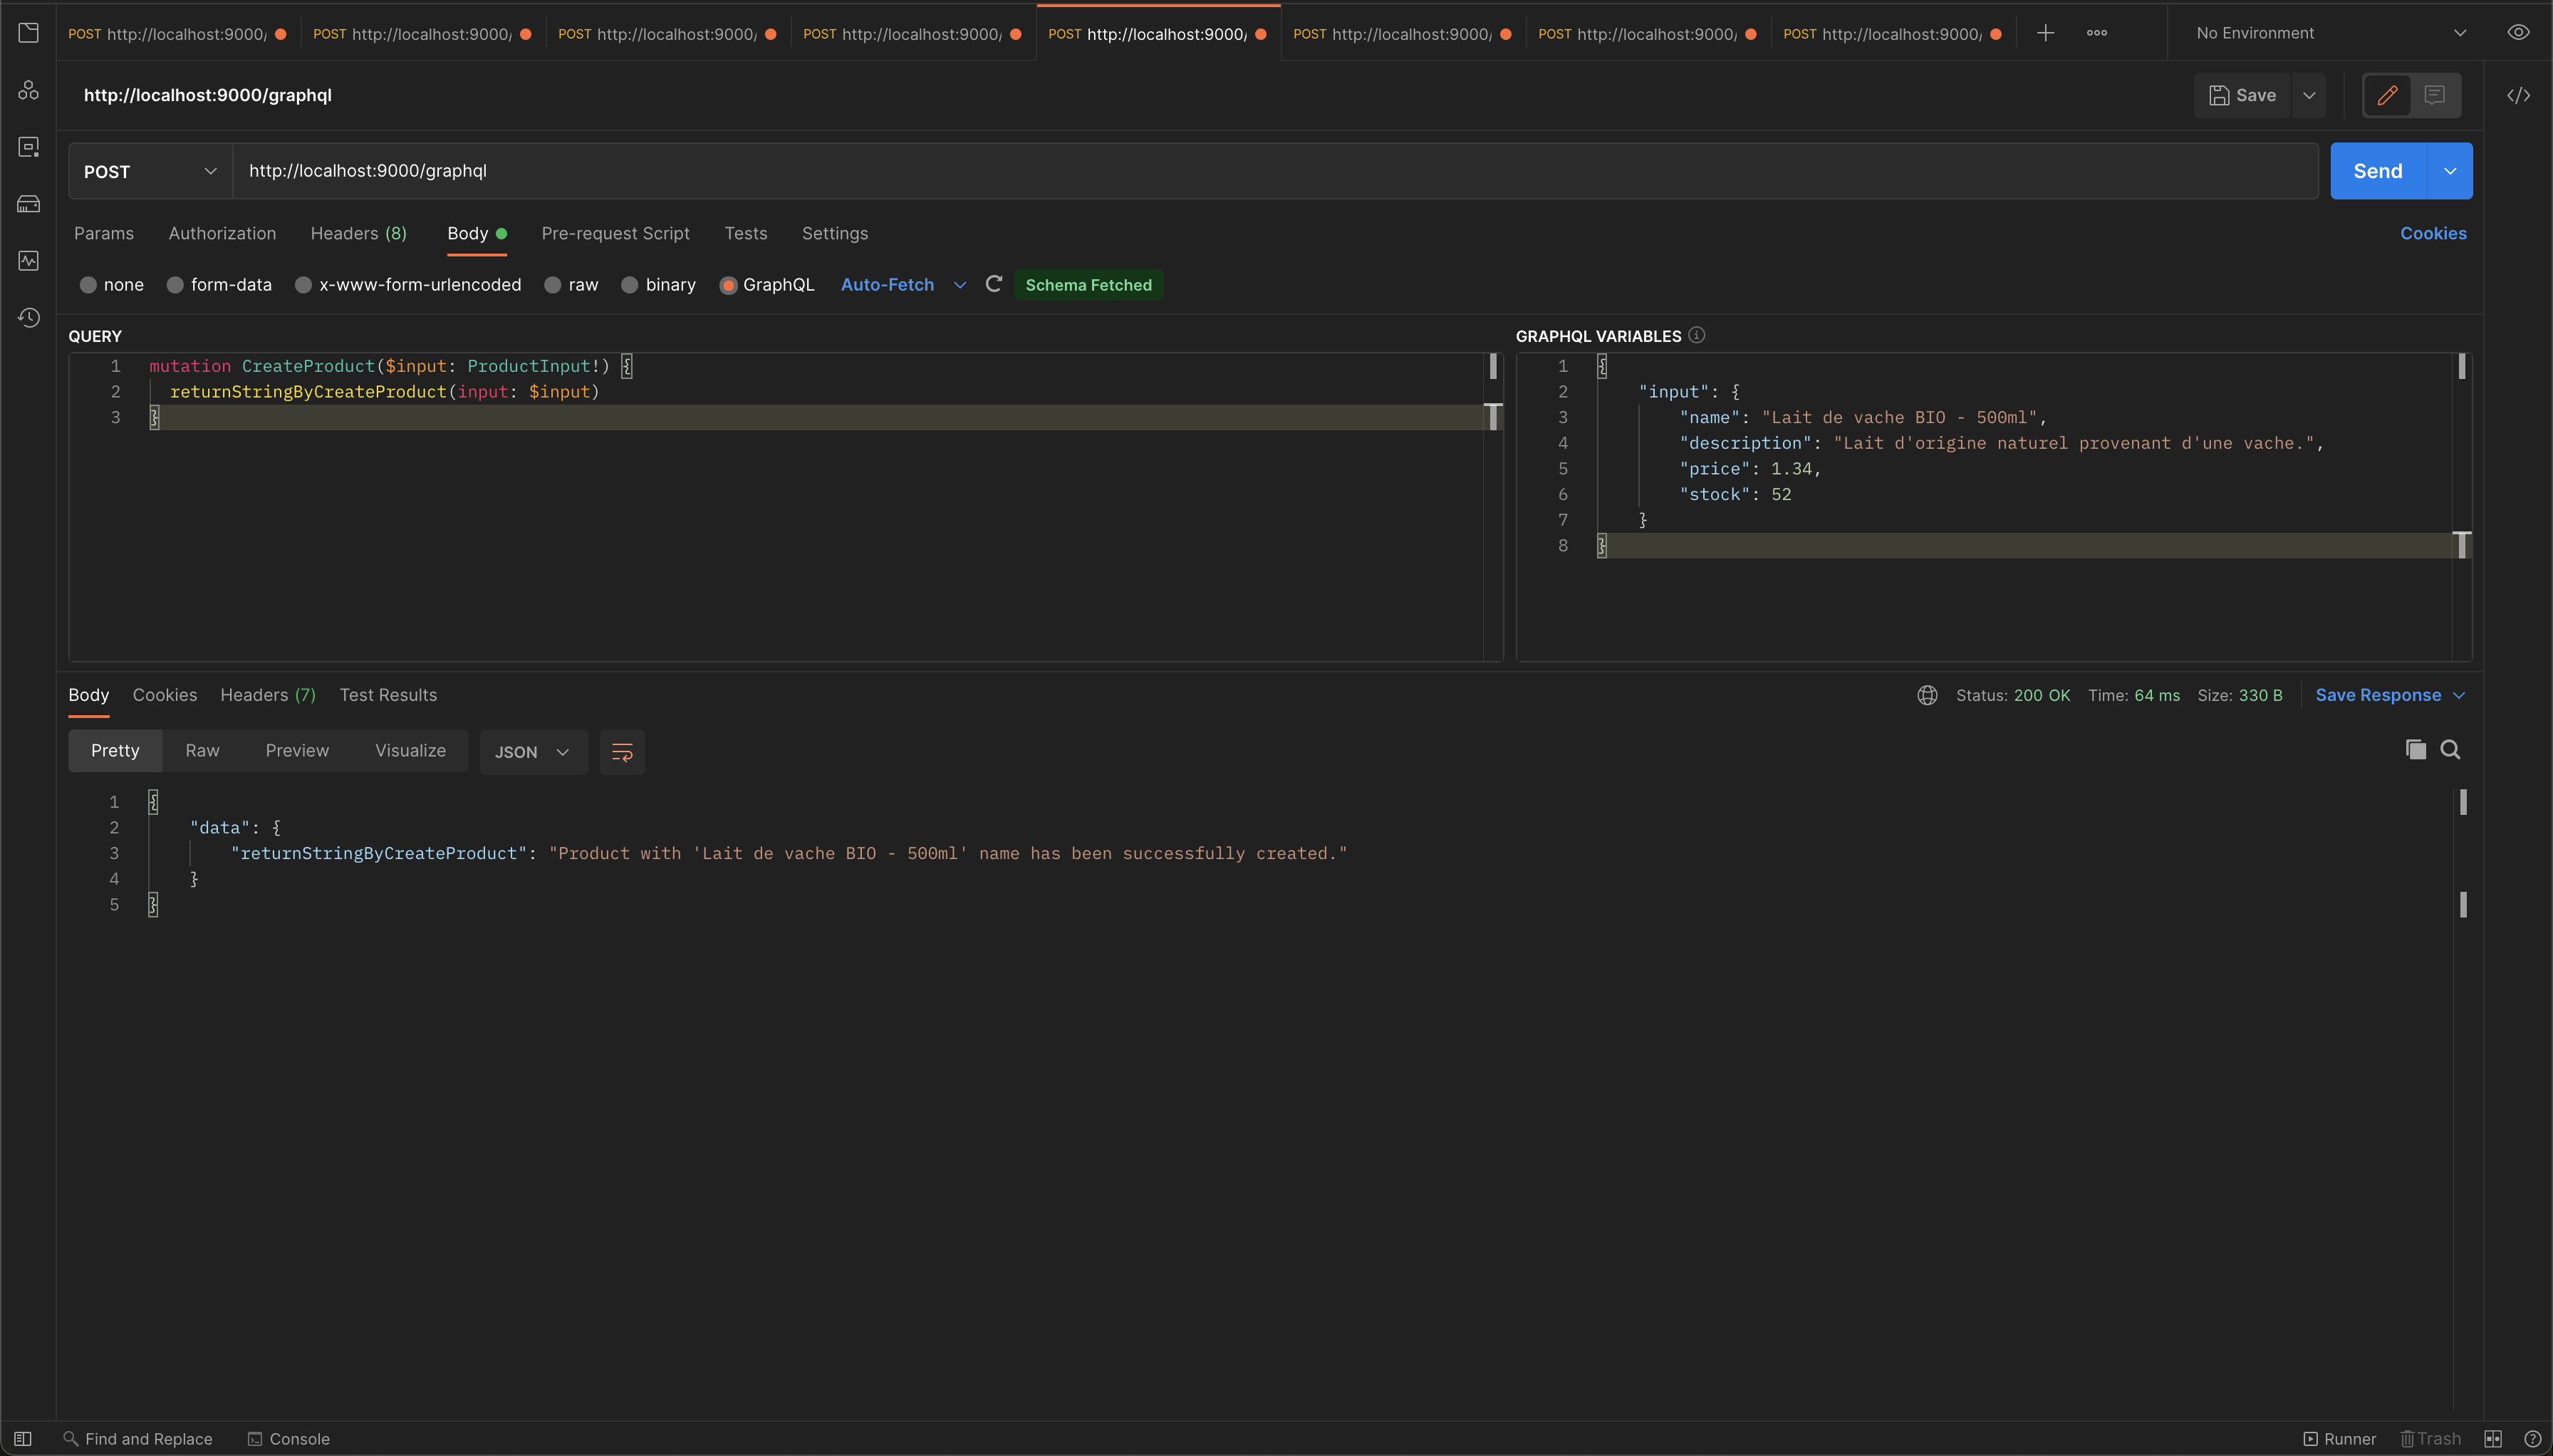 POST http://localhost:9000/ POST http://localhost:9000/ POST http://localhost:9000/ POST http://localhost:9000/ POST http://localhost:9000/ POST http://localhost:9000/ POST http://localhost:9000/ POST http://localhost:9000/ No Environment
http://localhost:9000/graphql Save
POST http://localhost:9000/graphql Send
Params Authorization Headers (8) Body Pre-request Script Tests Settings Cookies
none form-data x-www-form-urlencoded raw binary GraphQL Auto-Fetch Schema Fetched
QUERY
1 mutation CreateProduct($input: ProductInput!) {
2 returnStringByCreateProduct(input: $input)
3 }
GRAPHQL VARIABLES
1 {
2 "input": {
3 "name": "Lait de vache BIO - 500ml",
4 "description": "Lait d'origine naturel provenant d'une vache.",
5 "price": 1.34,
6 "stock": 52
7 }
8 }
Body Cookies Headers (7) Test Results Status: 200 OK Time: 64 ms Size: 330 B Save Response
Pretty Raw Preview Visualize JSON
1 {
2 "data": {
3 "returnStringByCreateProduct": "Product with 'Lait de vache BIO - 500ml' name has been successfully created."
4 }
5 }
Find and Replace Console Runner Trash